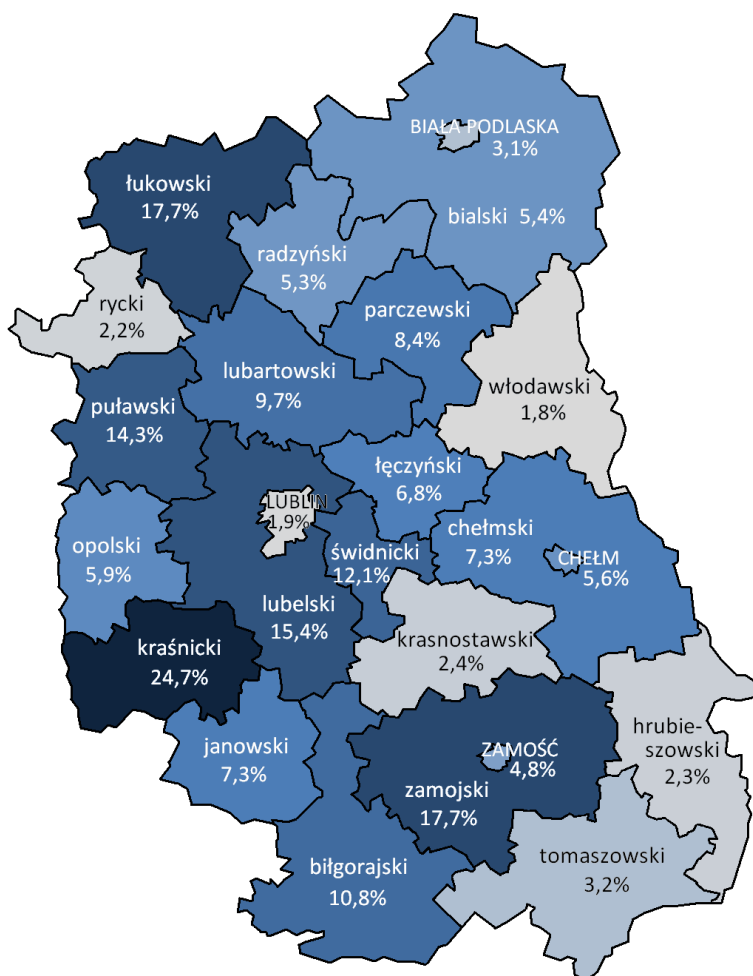 BIAŁA PODLASKA
3,1%
łukowski
17,7%
bialski 5,4%
radzyński
5,3%
rycki
2,2%
parczewski
8,4%
lubartowski
9,7%
włodawski
1,8%
puławski
14,3%
łęczyński
6,8%
LUBLIN
1,9%
chełmski
7,3%
CHEŁM
5,6%
opolski
5,9%
świdnicki
12,1%
lubelski
15,4%
krasnostawski
2,4%
kraśnicki
24,7%
hrubie-
szowski
2,3%
janowski
7,3%
ZAMOŚĆ
4,8%
zamojski
17,7%
tomaszowski
3,2%
biłgorajski
10,8%